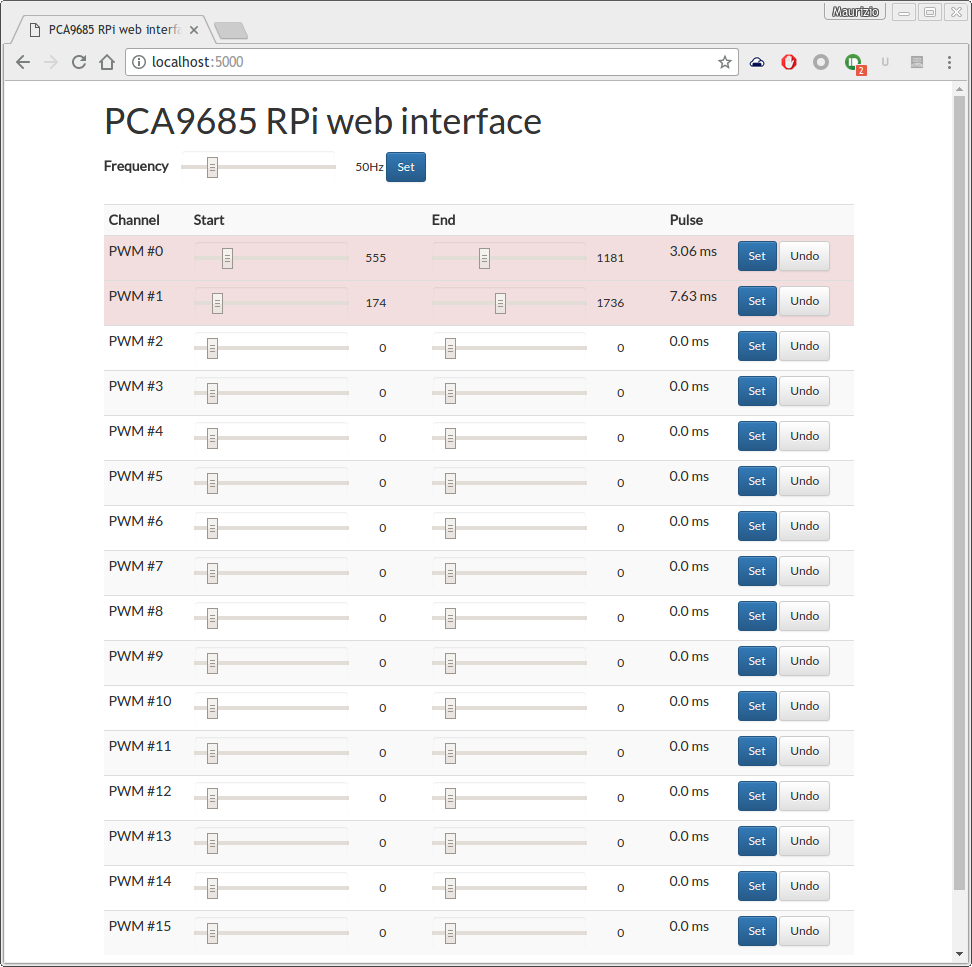 Maurizio
PCA9685 RPi web interfa
localhost:5000
2
U
PCA9685 RPi web interface
Frequency 50Hz Set
Channel Start End Pulse
PWM #0 555 1181 3.06 ms Set Undo
PWM #1 174 1736 7.63 ms Set Undo
PWM #2 0 0 0.0 ms Set Undo
PWM #3 0 0 0.0 ms Set Undo
PWM #4 0 0 0.0 ms Set Undo
PWM #5 0 0 0.0 ms Set Undo
PWM #6 0 0 0.0 ms Set Undo
PWM #7 0 0 0.0 ms Set Undo
PWM #8 0 0 0.0 ms Set Undo
PWM #9 0 0 0.0 ms Set Undo
PWM #10 0 0 0.0 ms Set Undo
PWM #11 0 0 0.0 ms Set Undo
PWM #12 0 0 0.0 ms Set Undo
PWM #13 0 0 0.0 ms Set Undo
PWM #14 0 0 0.0 ms Set Undo
PWM #15 0 0 0.0 ms Set Undo